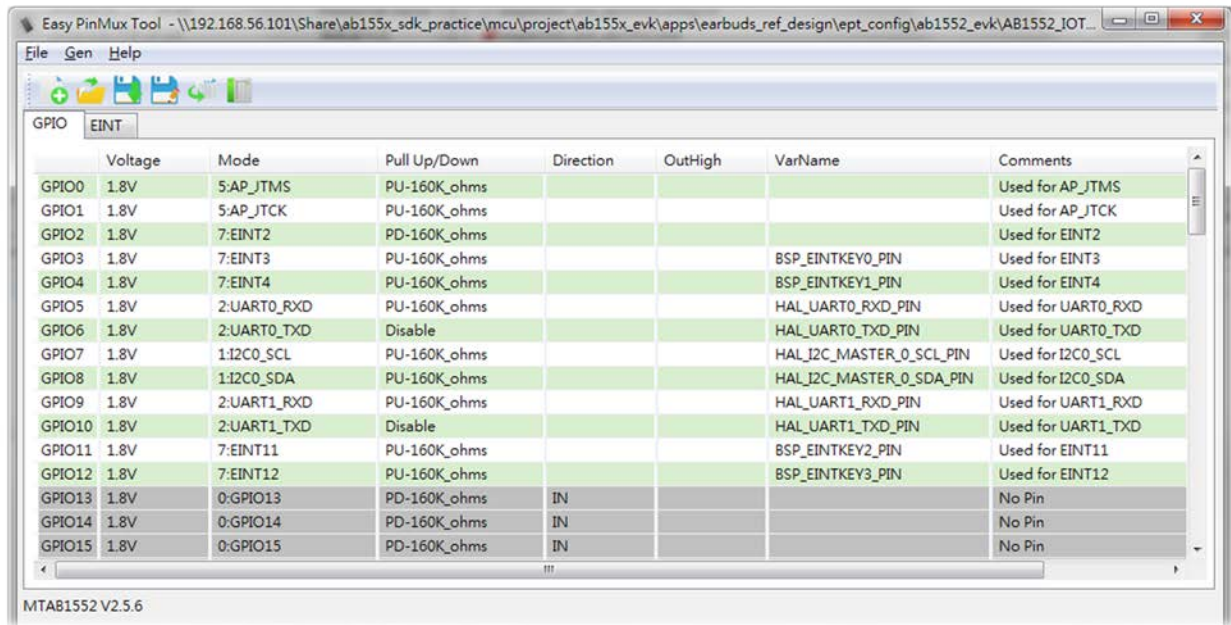 Easy PinMux Tool - \\192.168.56.101\Share\ab155x_sdk_practice\mcu\project\ab155x_evk\apps\earbuds_ref_design\ept_config\ab1552_evk\AB1552_IOT...
File Gen Help
GPIO EINT
Voltage Mode Pull Up/Down Direction OutHigh VarName Comments
GPIO0 1.8V 5:AP_JTMS PU-160K_ohms Used for AP_JTMS
GPIO1 1.8V 5:AP_JTCK PU-160K_ohms Used for AP_JTCK
GPIO2 1.8V 7:EINT2 PD-160K_ohms Used for EINT2
GPIO3 1.8V 7:EINT3 PU-160K_ohms BSP_EINTKEY0_PIN Used for EINT3
GPIO4 1.8V 7:EINT4 PU-160K_ohms BSP_EINTKEY1_PIN Used for EINT4
GPIO5 1.8V 2:UART0_RXD PU-160K_ohms HAL_UART0_RXD_PIN Used for UART0_RXD
GPIO6 1.8V 2:UART0_TXD Disable HAL_UART0_TXD_PIN Used for UART0_TXD
GPIO7 1.8V 1:I2C0_SCL PU-160K_ohms HAL_I2C_MASTER_0_SCL_PIN Used for I2C0_SCL
GPIO8 1.8V 1:I2C0_SDA PU-160K_ohms HAL_I2C_MASTER_0_SDA_PIN Used for I2C0_SDA
GPIO9 1.8V 2:UART1_RXD PU-160K_ohms HAL_UART1_RXD_PIN Used for UART1_RXD
GPIO10 1.8V 2:UART1_TXD Disable HAL_UART1_TXD_PIN Used for UART1_TXD
GPIO11 1.8V 7:EINT11 PU-160K_ohms BSP_EINTKEY2_PIN Used for EINT11
GPIO12 1.8V 7:EINT12 PU-160K_ohms BSP_EINTKEY3_PIN Used for EINT12
GPIO13 1.8V 0:GPIO13 PD-160K_ohms IN No Pin
GPIO14 1.8V 0:GPIO14 PD-160K_ohms IN No Pin
GPIO15 1.8V 0:GPIO15 PD-160K_ohms IN No Pin
MTAB1552 V2.5.6